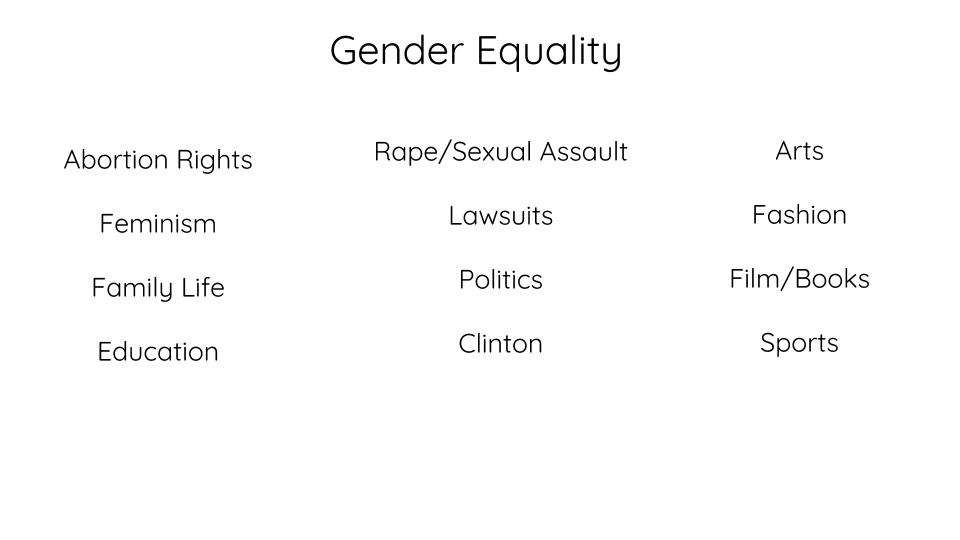 Gender Equality
Abortion Rights
Feminism
Family Life
Education
Rape/Sexual Assault
Lawsuits
Politics
Clinton
Arts
Fashion
Film/Books
Sports